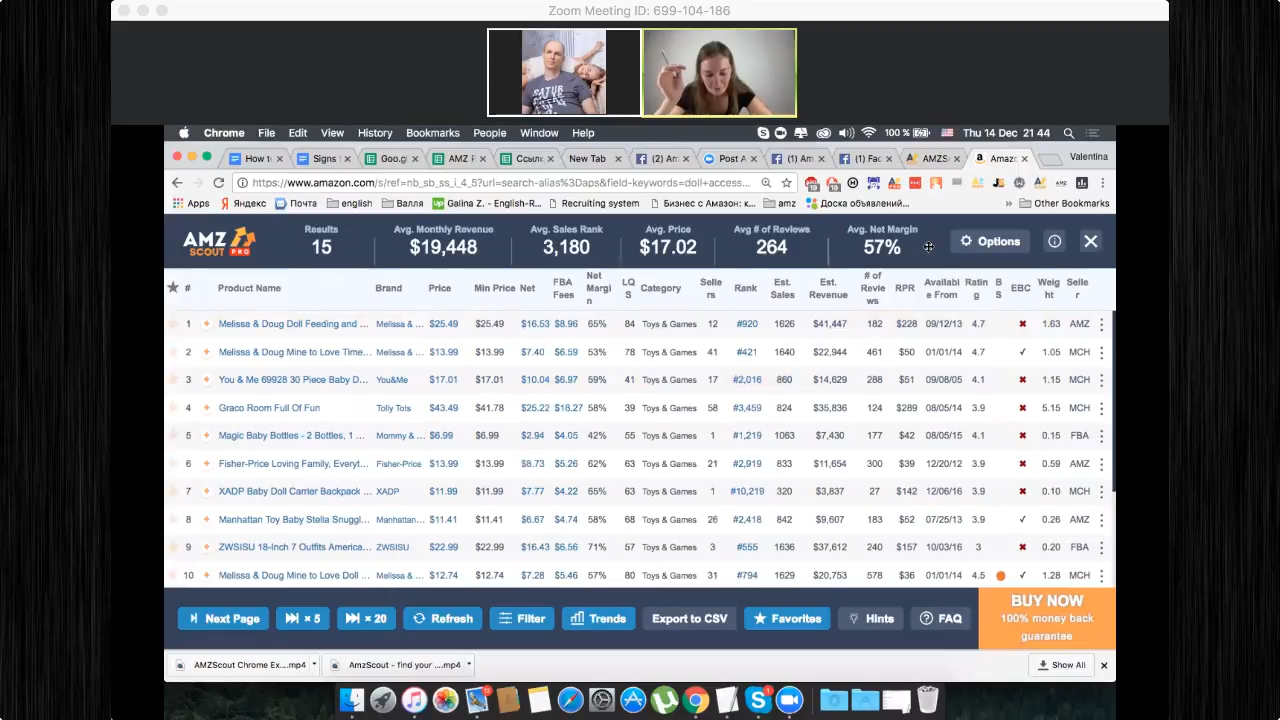 Zoom Meeting ID: 699-104-186
SATUR
Chrome File Edit View History Bookmarks People Window Help 100 % Thu 14 Dec 21 44
How to Signs Goo.gl AMZ F Ссылк New Tab (2) Am Post A (1) Am (1) Fac AMZS Amaz Valentina
https://www.amazon.com/s/ref=nb_sb_ss_i_4_5?url=search-alias%3Daps&field-keywords=doll+access...
Apps Яндекс Почта english Валля Galina Z. - English-R... Recruiting system Бизнес с Амазон: к... amz Доска объявлений... » Other Bookmarks
AMZ SCOUT PRO
Results Avg. Monthly Revenue Avg. Sales Rank Avg. Price Avg # of Reviews Avg. Net Margin
15 $19,448 3,180 $17.02 264 57% Options
# Product Name Brand Price Min Price Net FBA Fees Net Margin LQS Category Sellers Rank Est. Sales Est. Revenue # of Reviews RPR Available From Rating BS EBC Weight Seller
1 Melissa & Doug Doll Feeding and ... Melissa & ... $25.49 $25.49 $16.53 $8.96 65% 84 Toys & Games 12 #920 1626 $41,447 182 $228 09/12/13 4.7 ✘ 1.63 AMZ
2 Melissa & Doug Mine to Love Time... Melissa & ... $13.99 $13.99 $7.40 $6.59 53% 78 Toys & Games 41 #421 1640 $22,944 461 $50 01/01/14 4.7 ✓ 1.05 MCH
3 You & Me 69928 30 Piece Baby D... You&Me $17.01 $17.01 $10.04 $6.97 59% 41 Toys & Games 17 #2,016 860 $14,629 288 $51 09/08/05 4.1 ✘ 1.15 MCH
4 Graco Room Full Of Fun Tolly Tots $43.49 $41.78 $25.22 $18.27 58% 39 Toys & Games 58 #3,459 824 $35,836 124 $289 08/05/14 3.9 ✘ 5.15 MCH
5 Magic Baby Bottles - 2 Bottles, 1 ... Mommy & ... $6.99 $6.99 $2.94 $4.05 42% 55 Toys & Games 1 #1,219 1063 $7,430 177 $42 08/05/15 4.1 ✘ 0.15 FBA
6 Fisher-Price Loving Family, Everyt... Fisher-Price $13.99 $13.99 $8.73 $5.26 62% 63 Toys & Games 21 #2,919 833 $11,654 300 $39 12/20/12 3.9 ✘ 0.59 AMZ
7 XADP Baby Doll Carrier Backpack ... XADP $11.99 $11.99 $7.77 $4.22 65% 63 Toys & Games 1 #10,219 320 $3,837 27 $142 12/06/16 3.9 ✘ 0.10 MCH
8 Manhattan Toy Baby Stella Snuggl... Manhattan... $11.41 $11.41 $6.67 $4.74 58% 68 Toys & Games 26 #2,418 842 $9,607 183 $52 07/25/13 3.9 ✓ 0.26 AMZ
9 ZWSISU 18-Inch 7 Outfits America... ZWSISU $22.99 $22.99 $16.43 $6.56 71% 57 Toys & Games 3 #555 1636 $37,612 240 $157 10/03/16 3 ✘ 0.20 FBA
10 Melissa & Doug Mine to Love Doll ... Melissa & ... $12.74 $12.74 $7.28 $5.46 57% 80 Toys & Games 31 #794 1629 $20,753 578 $36 01/01/14 4.5 ✓ 1.28 MCH
Next Page × 5 × 20 Refresh Filter Trends Export to CSV Favorites Hints FAQ
BUY NOW
100% money back
guarantee
AMZScout Chrome Ex....mp4 AmzScout - find your ....mp4 Show All